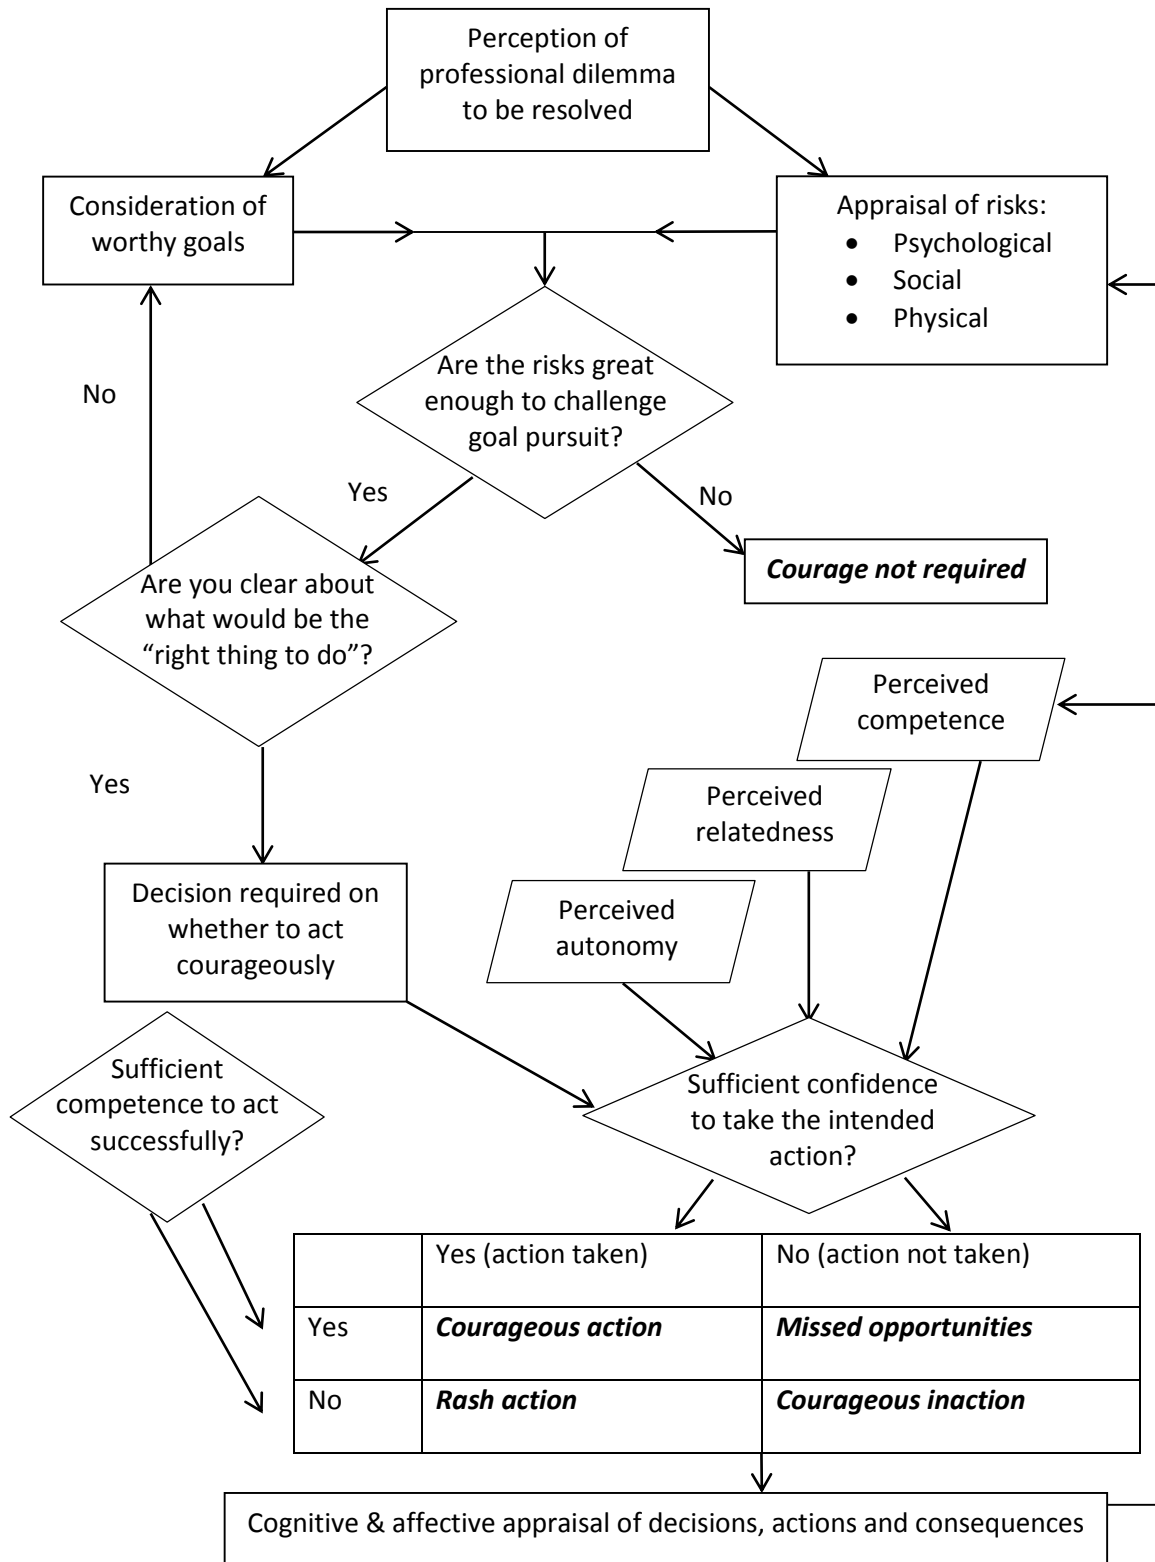 Perception of
professional dilemma
to be resolved
Consideration of
worthy goals
Appraisal of risks:
• Psychological
• Social
• Physical
Are the risks great
enough to challenge
goal pursuit?
No
Yes
No
Courage not required
Are you clear about
what would be the
“right thing to do”?
Perceived
competence
Yes
Perceived
relatedness
Decision required on
whether to act
courageously
Perceived
autonomy
Sufficient
competence to act
successfully?
Sufficient confidence
to take the intended
action?
Yes (action taken) No (action not taken)
Yes Courageous action Missed opportunities
No Rash action Courageous inaction
Cognitive & affective appraisal of decisions, actions and consequences